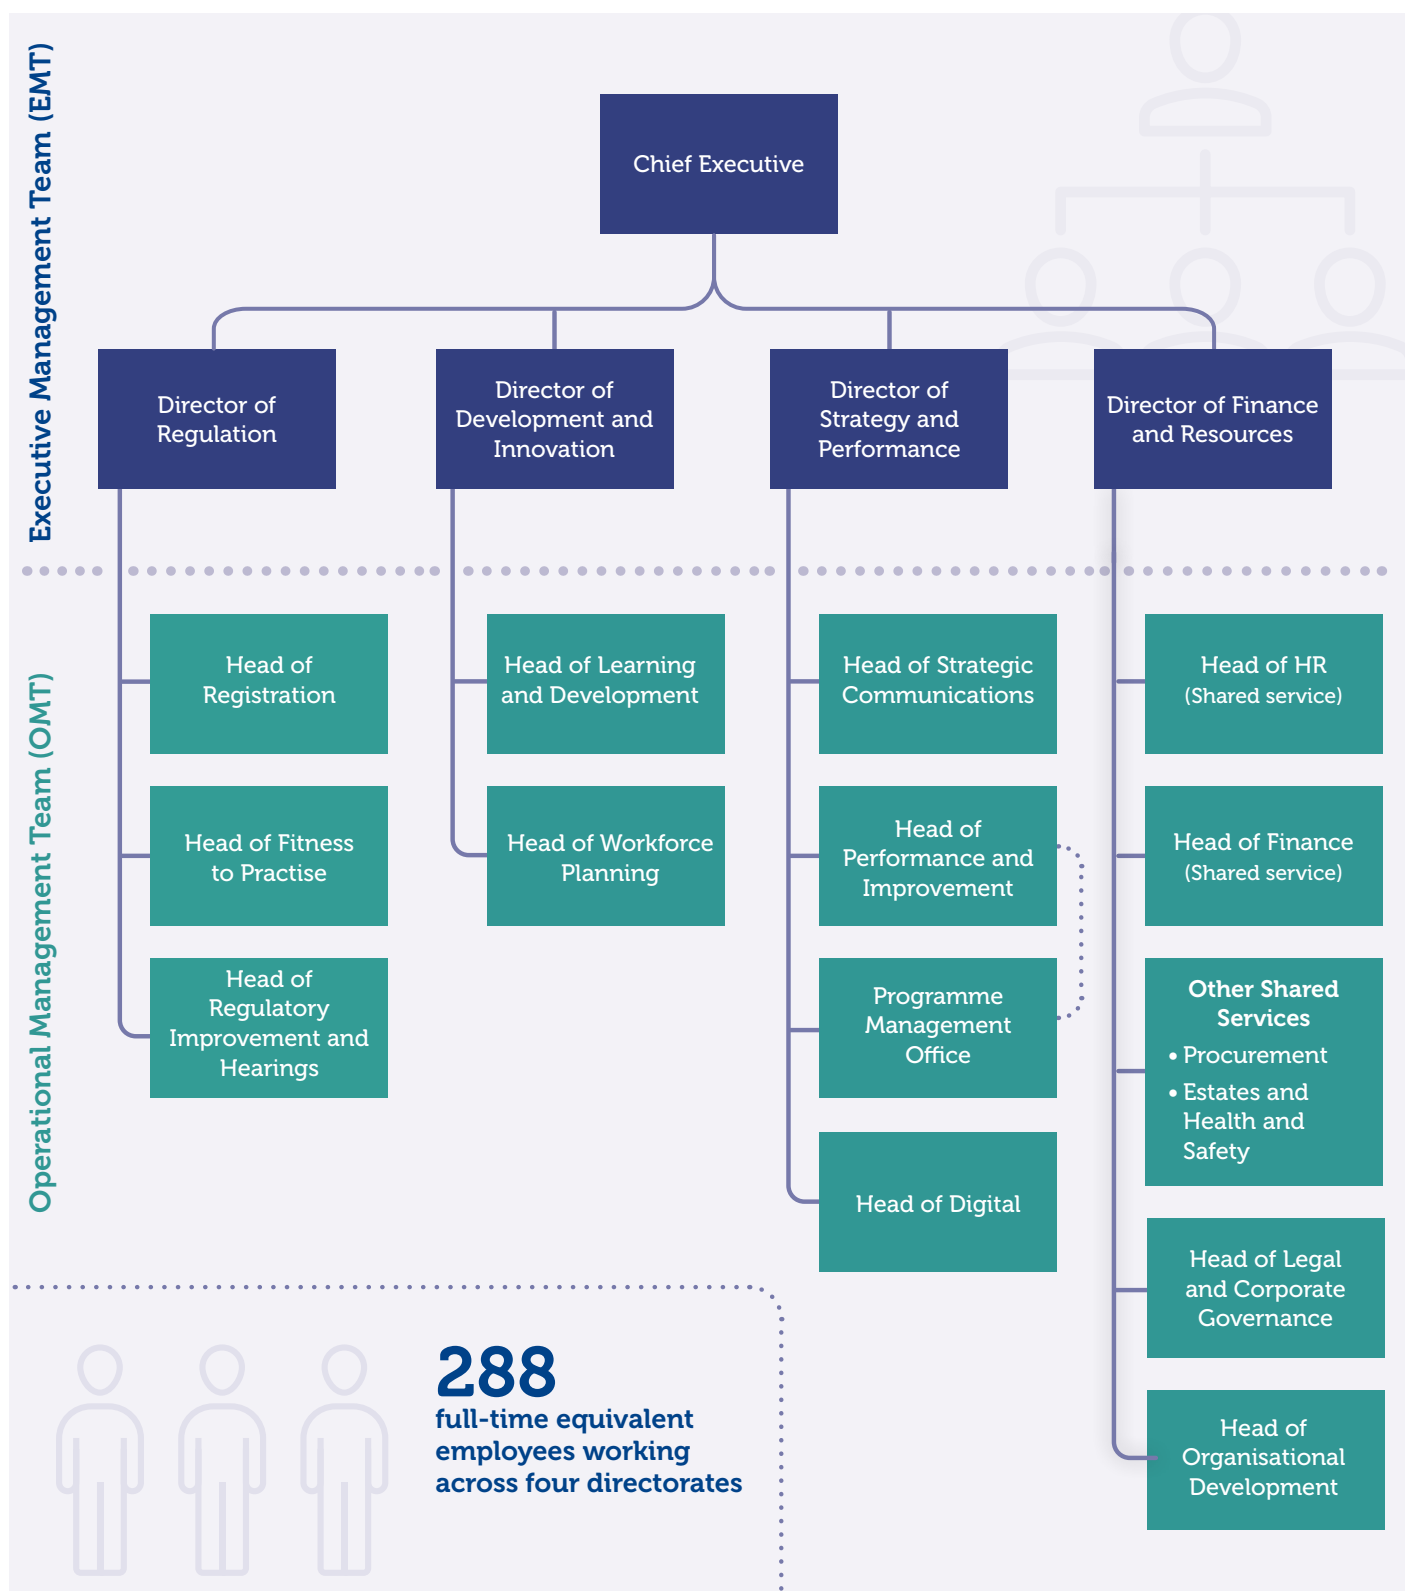 Executive Management Team (EMT)
Chief Executive
Director of
Regulation
Director of
Development and
Innovation
Director of
Strategy and
Performance
Director of Finance
and Resources
Operational Management Team (OMT)
Head of
Registration
Head of Fitness
to Practise
Head of
Regulatory
Improvement and
Hearings
Head of Learning
and Development
Head of Workforce
Planning
Head of Strategic
Communications
Head of
Performance and
Improvement
Programme
Management
Office
Head of Digital
Head of HR
(Shared service)
Head of Finance
(Shared service)
Other Shared
Services
• Procurement
• Estates and
Health and
Safety
Head of Legal
and Corporate
Governance
Head of
Organisational
Development
288
full-time equivalent
employees working
across four directorates